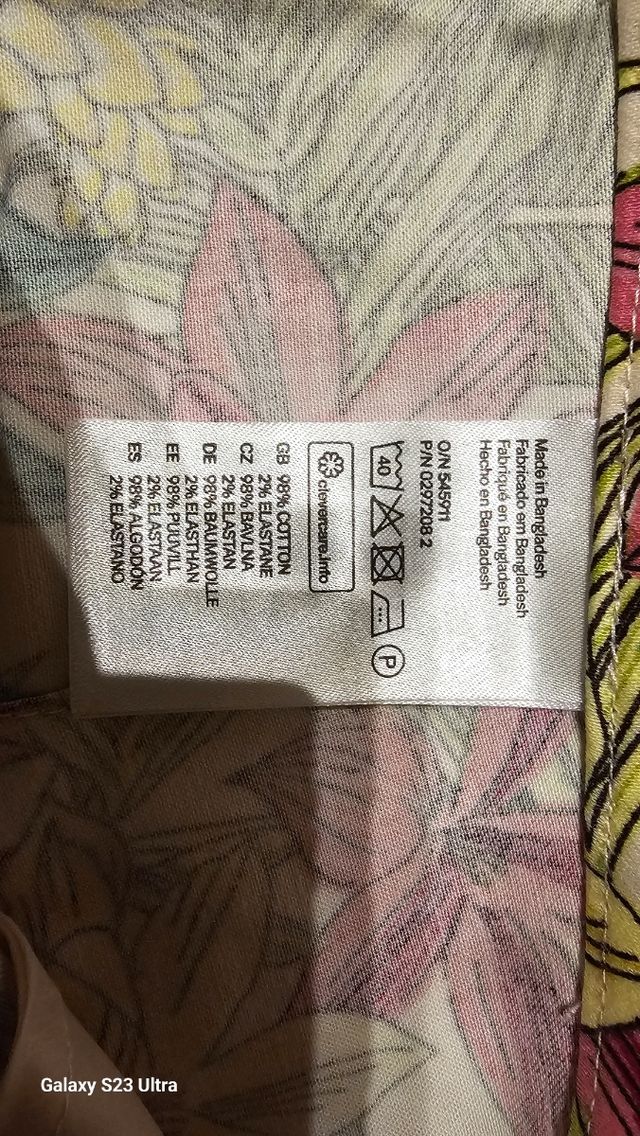 Made in Bangladesh
Fabricado em Bangladesh
Fabriqué en Bangladesh
Hecho en Bangladesh
O/N 545911
P/N 0297208 2
40
P
clevercare.info
GB 98% COTTON
2% ELASTANE
CZ 98% BAVLNA
2% ELASTAN
DE 98% BAUMWOLLE
2% ELASTHAN
EE 98% PUUVILL
2% ELASTAAN
ES 98% ALGODÓN
2% ELASTANO
Galaxy S23 Ultra